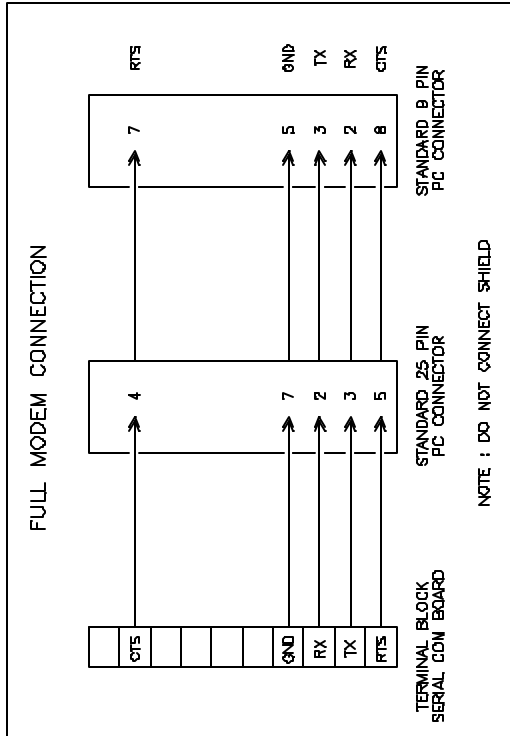 FULL MODEM CONNECTION
CTS 4 7 RTS
GND 7 5 GND
RX 2 3 TX
TX 3 2 RX
RTS 5 8 CTS
TERMINAL BLOCK
SERIAL COM BOARD
STANDARD 25 PIN
PC CONNECTOR
STANDARD 9 PIN
PC CONNECTOR
NOTE : DO NOT CONNECT SHIELD